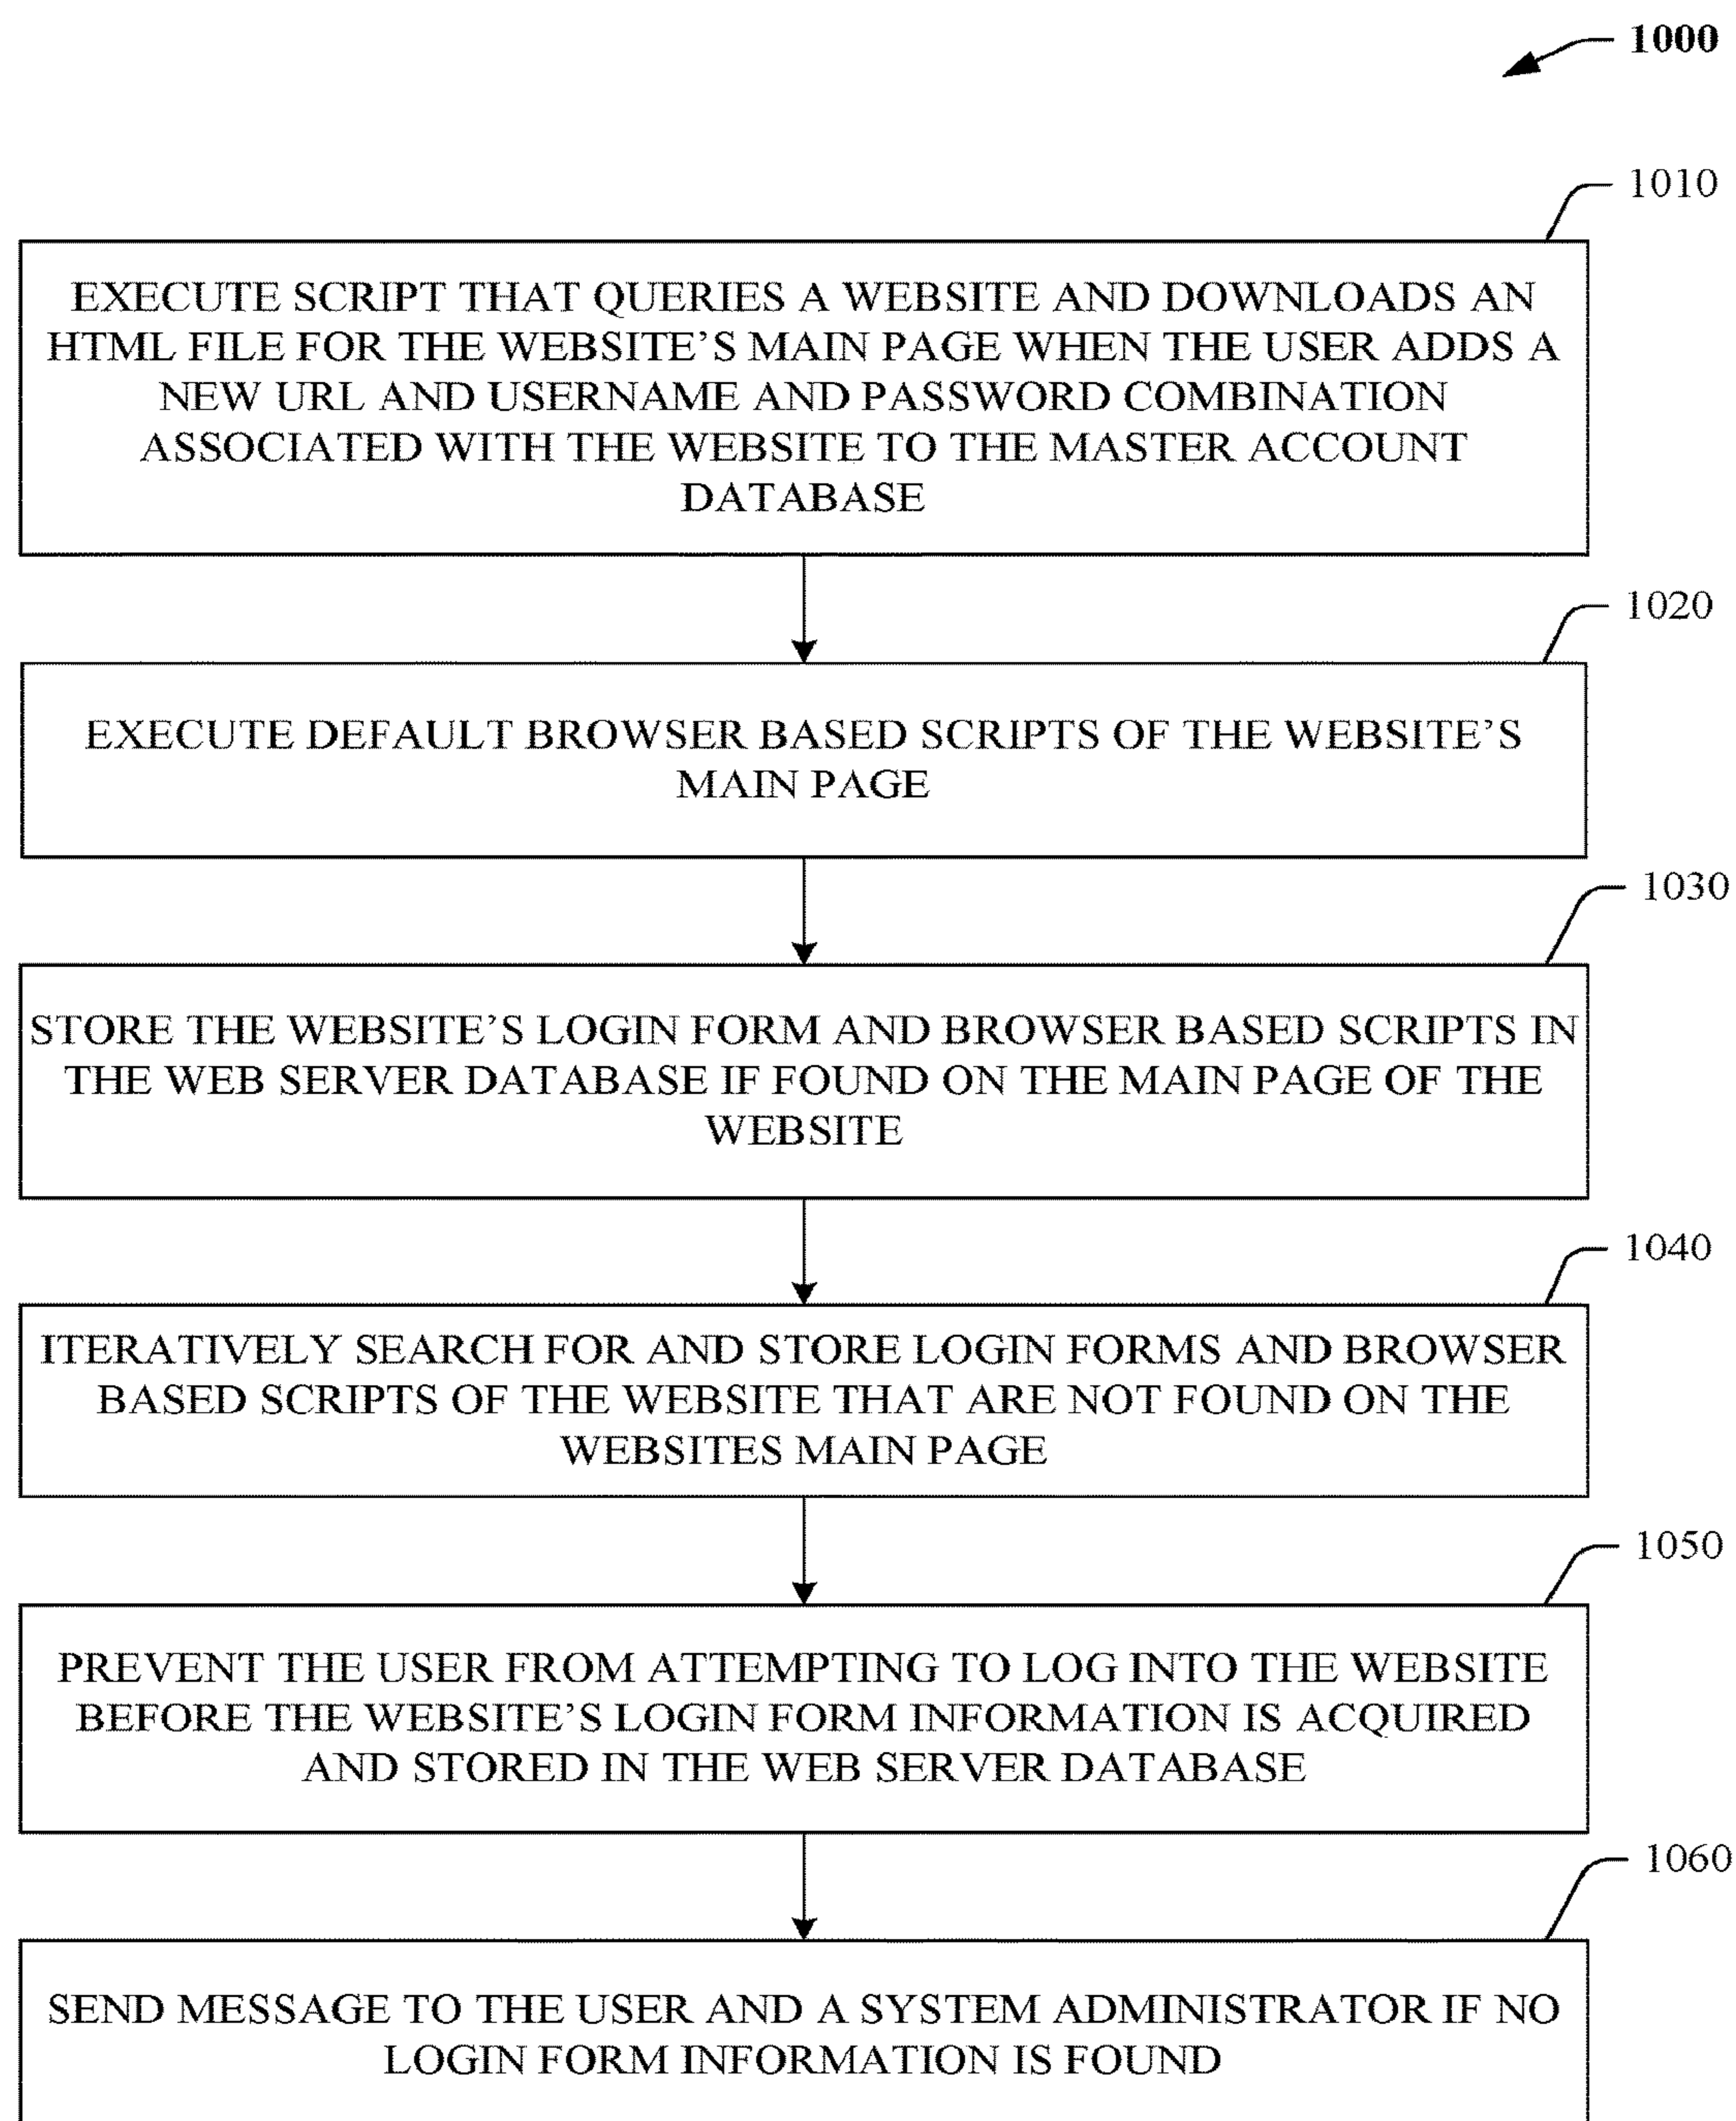 1000
1010
EXECUTE SCRIPT THAT QUERIES A WEBSITE AND DOWNLOADS AN
HTML FILE FOR THE WEBSITE'S MAIN PAGE WHEN THE USER ADDS A
NEW URL AND USERNAME AND PASSWORD COMBINATION
ASSOCIATED WITH THE WEBSITE TO THE MASTER ACCOUNT
DATABASE
1020
EXECUTE DEFAULT BROWSER BASED SCRIPTS OF THE WEBSITE'S
MAIN PAGE
1030
STORE THE WEBSITE'S LOGIN FORM AND BROWSER BASED SCRIPTS IN
THE WEB SERVER DATABASE IF FOUND ON THE MAIN PAGE OF THE
WEBSITE
1040
ITERATIVELY SEARCH FOR AND STORE LOGIN FORMS AND BROWSER
BASED SCRIPTS OF THE WEBSITE THAT ARE NOT FOUND ON THE
WEBSITES MAIN PAGE
1050
PREVENT THE USER FROM ATTEMPTING TO LOG INTO THE WEBSITE
BEFORE THE WEBSITE'S LOGIN FORM INFORMATION IS ACQUIRED
AND STORED IN THE WEB SERVER DATABASE
1060
SEND MESSAGE TO THE USER AND A SYSTEM ADMINISTRATOR IF NO
LOGIN FORM INFORMATION IS FOUND